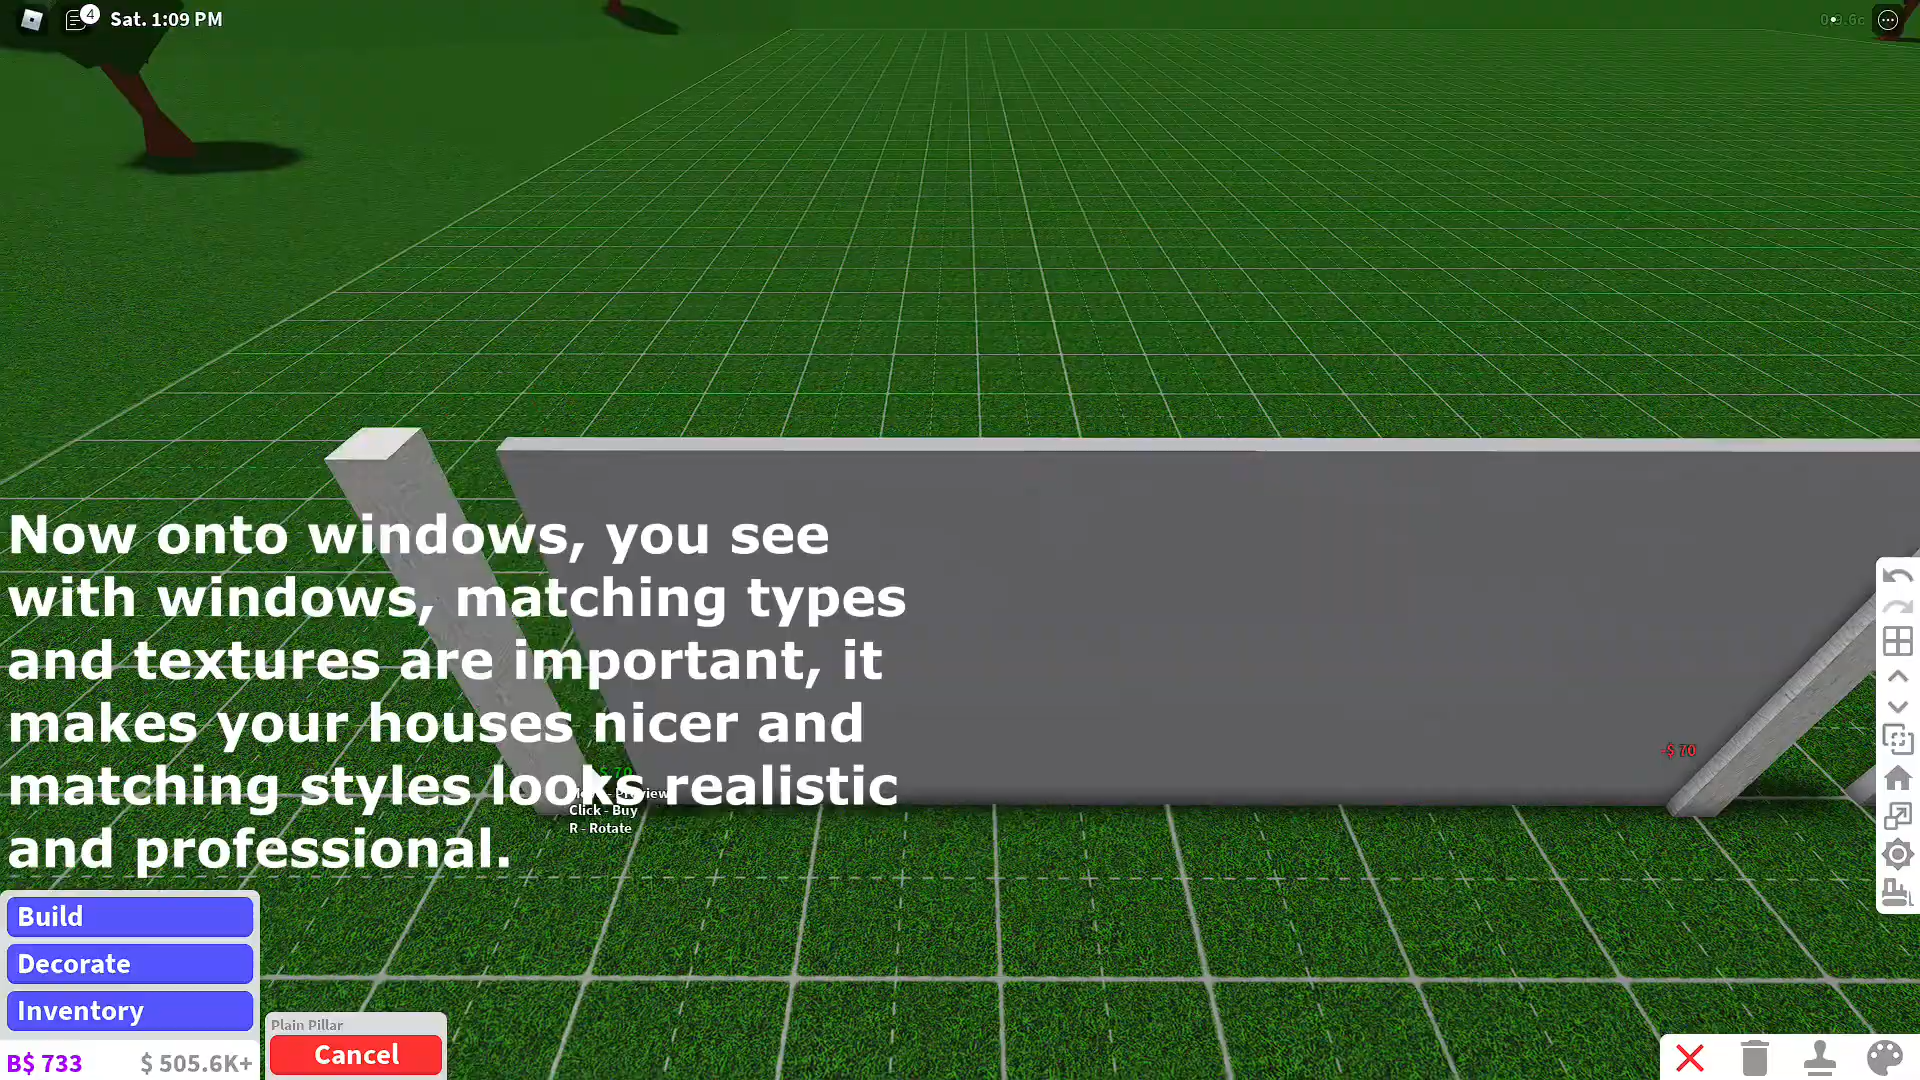 4
Sat. 1:09 PM
Now onto windows, you see
with windows, matching types
and textures are important, it
makes your houses nicer and
matching styles looks realistic
and professional.
Click - Buy
R - Rotate
-$ 70
Build
Decorate
Inventory
B$ 733
$ 505.6K+
Plain Pillar
Cancel